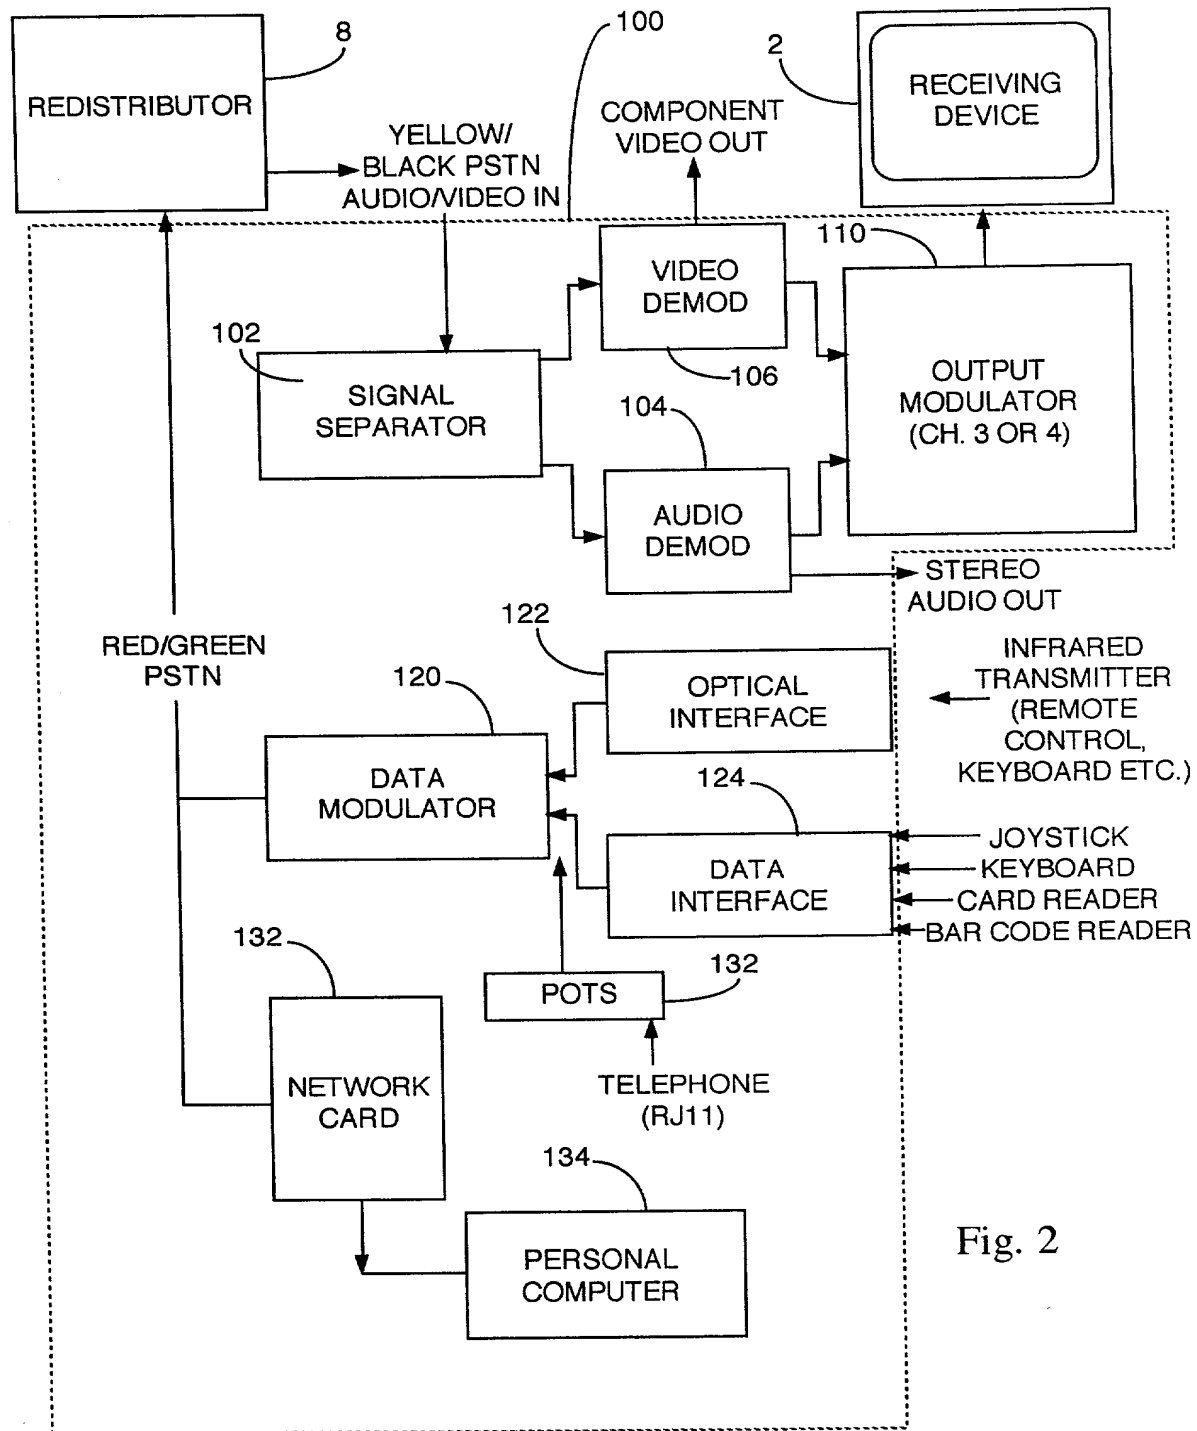 8
REDISTRIBUTOR
100
YELLOW/
BLACK PSTN
AUDIO/VIDEO IN
COMPONENT
VIDEO OUT
2
RECEIVING
DEVICE
110
102
SIGNAL
SEPARATOR
VIDEO
DEMOD
106
OUTPUT
MODULATOR
(CH. 3 OR 4)
104
AUDIO
DEMOD
STEREO
AUDIO OUT
RED/GREEN
PSTN
122
OPTICAL
INTERFACE
INFRARED
TRANSMITTER
(REMOTE
CONTROL,
KEYBOARD ETC.)
120
DATA
MODULATOR
124
DATA
INTERFACE
JOYSTICK
KEYBOARD
CARD READER
BAR CODE READER
132
NETWORK
CARD
POTS
132
TELEPHONE
(RJ11)
134
PERSONAL
COMPUTER
Fig. 2